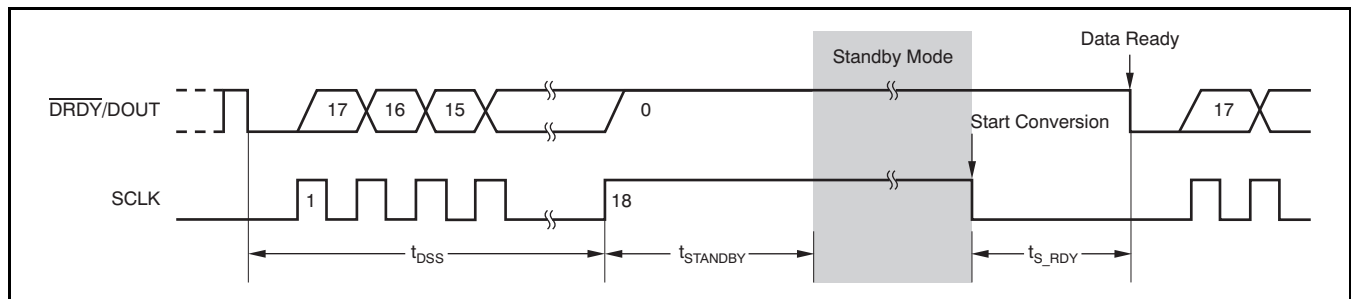 Data Ready
Standby Mode
DRDY/DOUT
17
16
15
0
17
Start Conversion
SCLK
1
18
tDSS
tSTANDBY
tS_RDY